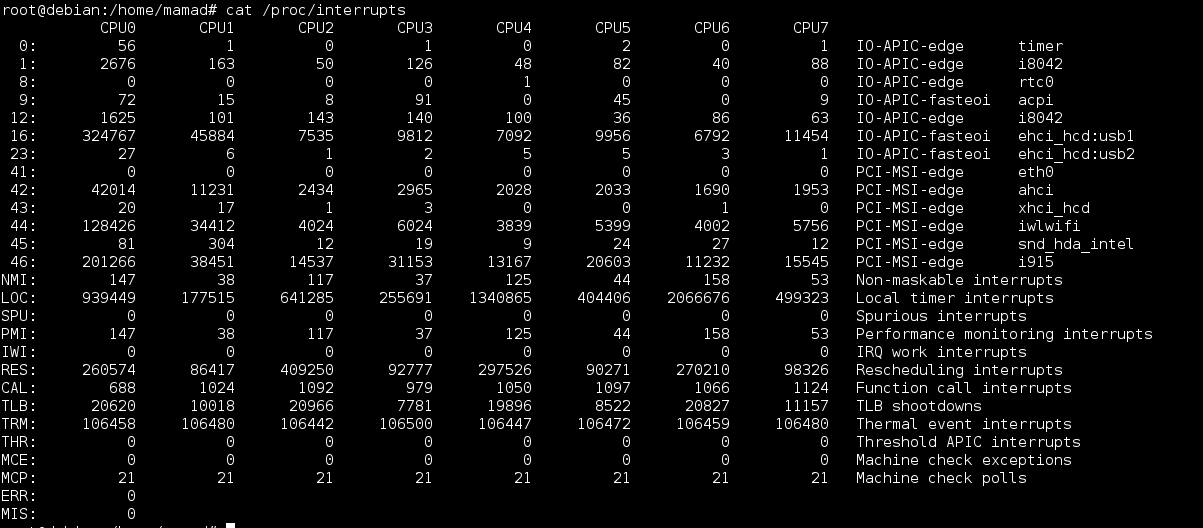 root@debian:/home/mamad# cat /proc/interrupts
CPU0 CPU1 CPU2 CPU3 CPU4 CPU5 CPU6 CPU7
0: 56 1 0 1 0 2 0 1 IO-APIC-edge timer
1: 2676 163 50 126 48 82 40 88 IO-APIC-edge i8042
8: 0 0 0 0 1 0 0 0 IO-APIC-edge rtc0
9: 72 15 8 91 0 45 0 9 IO-APIC-fasteoi acpi
12: 1625 101 143 140 100 36 86 63 IO-APIC-edge i8042
16: 324767 45884 7535 9812 7092 9956 6792 11454 IO-APIC-fasteoi ehci_hcd:usb1
23: 27 6 1 2 5 5 3 1 IO-APIC-fasteoi ehci_hcd:usb2
41: 0 0 0 0 0 0 0 0 PCI-MSI-edge eth0
42: 42014 11231 2434 2965 2028 2033 1690 1953 PCI-MSI-edge ahci
43: 20 17 1 3 0 0 1 0 PCI-MSI-edge xhci_hcd
44: 128426 34412 4024 6024 3839 5399 4002 5756 PCI-MSI-edge iwlwifi
45: 81 304 12 19 9 24 27 12 PCI-MSI-edge snd_hda_intel
46: 201266 38451 14537 31153 13167 20603 11232 15545 PCI-MSI-edge i915
NMI: 147 38 117 37 125 44 158 53 Non-maskable interrupts
LOC: 939449 177515 641285 255691 1340865 404406 2066676 499323 Local timer interrupts
SPU: 0 0 0 0 0 0 0 0 Spurious interrupts
PMI: 147 38 117 37 125 44 158 53 Performance monitoring interrupts
IWI: 0 0 0 0 0 0 0 0 IRQ work interrupts
RES: 260574 86417 409250 92777 297526 90271 270210 98326 Rescheduling interrupts
CAL: 688 1024 1092 979 1050 1097 1066 1124 Function call interrupts
TLB: 20620 10018 20966 7781 19896 8522 20827 11157 TLB shootdowns
TRM: 106458 106480 106442 106500 106447 106472 106459 106480 Thermal event interrupts
THR: 0 0 0 0 0 0 0 0 Threshold APIC interrupts
MCE: 0 0 0 0 0 0 0 0 Machine check exceptions
MCP: 21 21 21 21 21 21 21 21 Machine check polls
ERR: 0
MIS: 0
root@debian:/home/mamad#